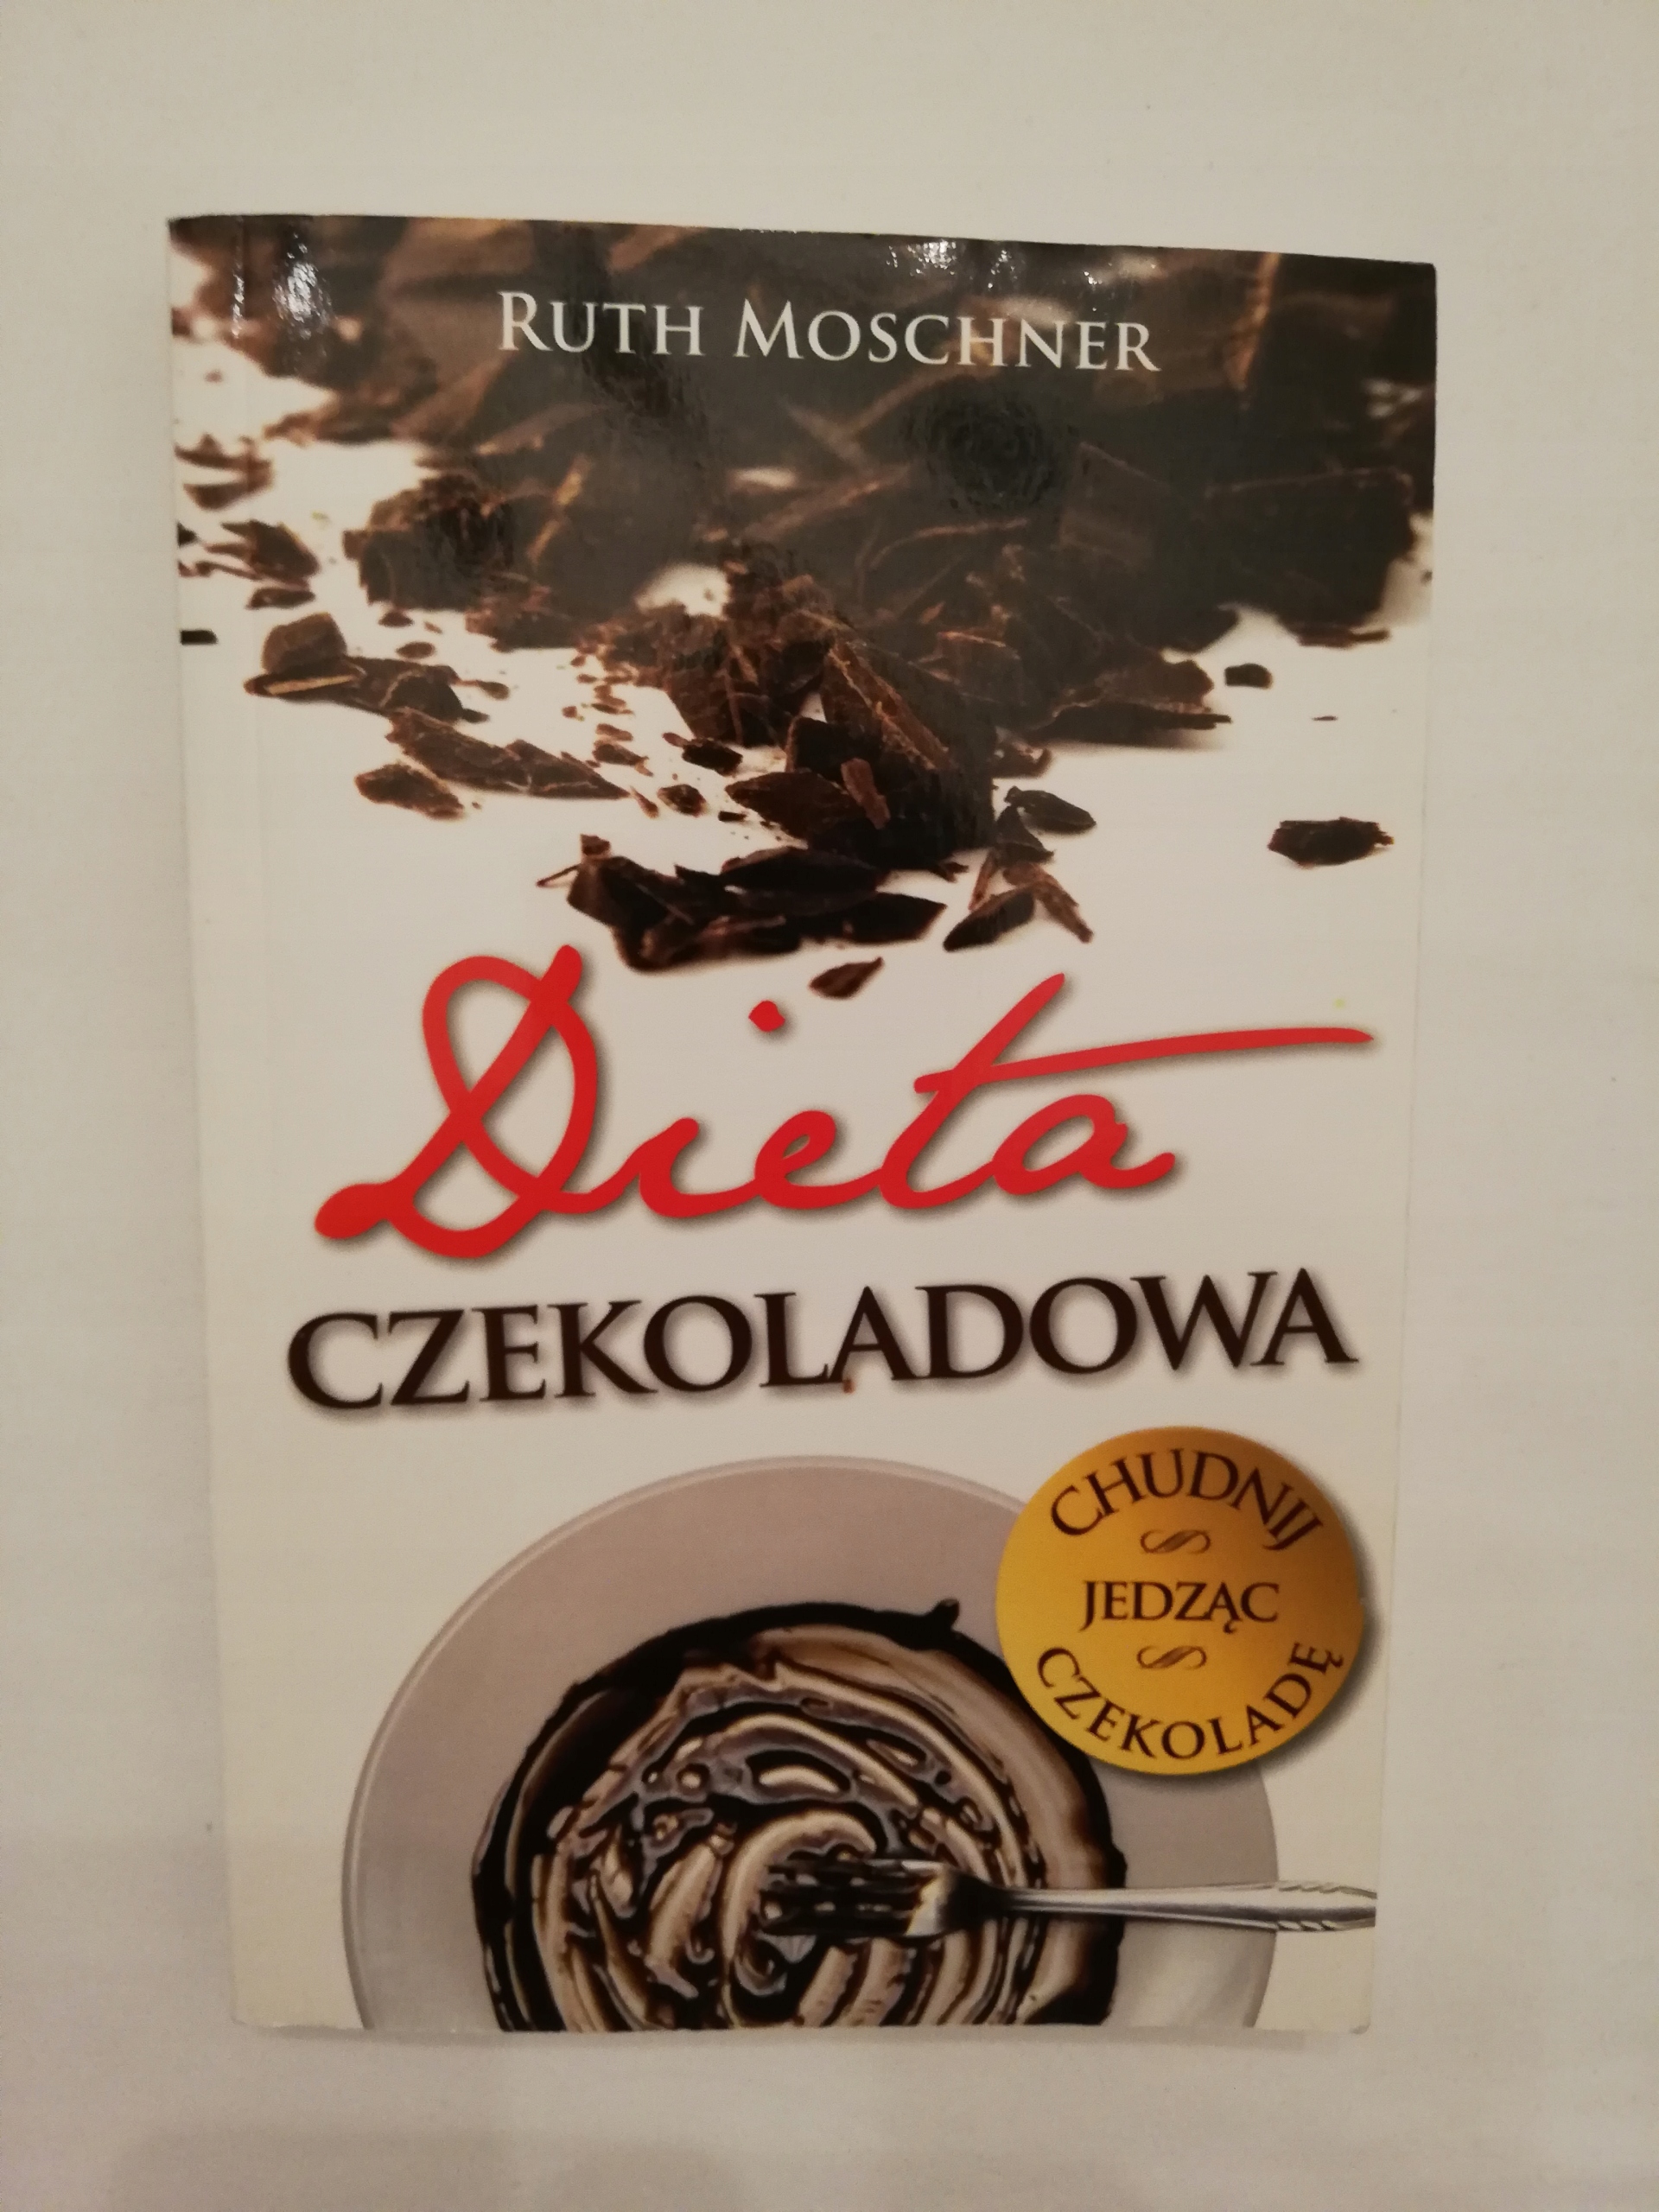 RUTH MOSCHNER
Dieta
CZEKOLADOWA
CHUDNIJ
JEDZĄC
CZEKOLADĘ